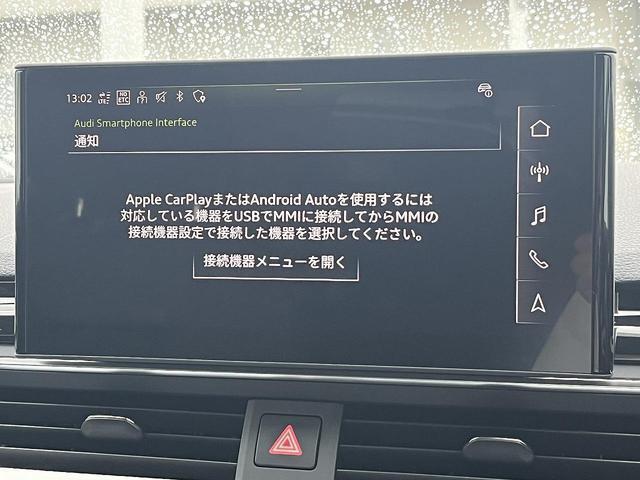 13:02 LTE HD ETC
Audi Smartphone Interface
通知
Apple CarPlayまたはAndroid Autoを使用するには
対応している機器をUSBでMMIに接続してからMMIの
接続機器設定で接続した機器を選択してください。
接続機器メニューを開く